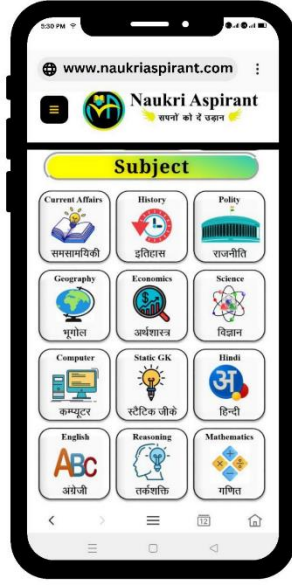 5:30 PM
www.naukriaspirant.com
Naukri Aspirant
सपनों को दें उड़ान
Subject
Current Affairs
समसामयिकी
History
इतिहास
Polity
राजनीति
Geography
भूगोल
Economics
अर्थशास्त्र
Science
विज्ञान
Computer
कम्प्यूटर
Static GK
स्टैटिक जीके
Hindi
अ
हिन्दी
English
ABC
अंग्रेजी
Reasoning
तर्कशक्ति
Mathematics
गणित
12